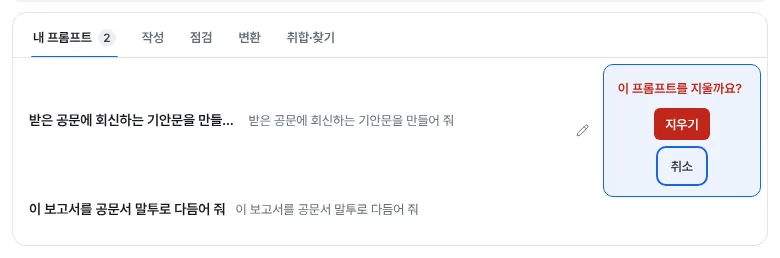 내 프롬프트 2 작성 점검 변환 취합·찾기
이 프롬프트를 지울까요?
받은 공문에 회신하는 기안문을 만들... 받은 공문에 회신하는 기안문을 만들어 줘
지우기
취소
이 보고서를 공문서 말투로 다듬어 줘 이 보고서를 공문서 말투로 다듬어 줘